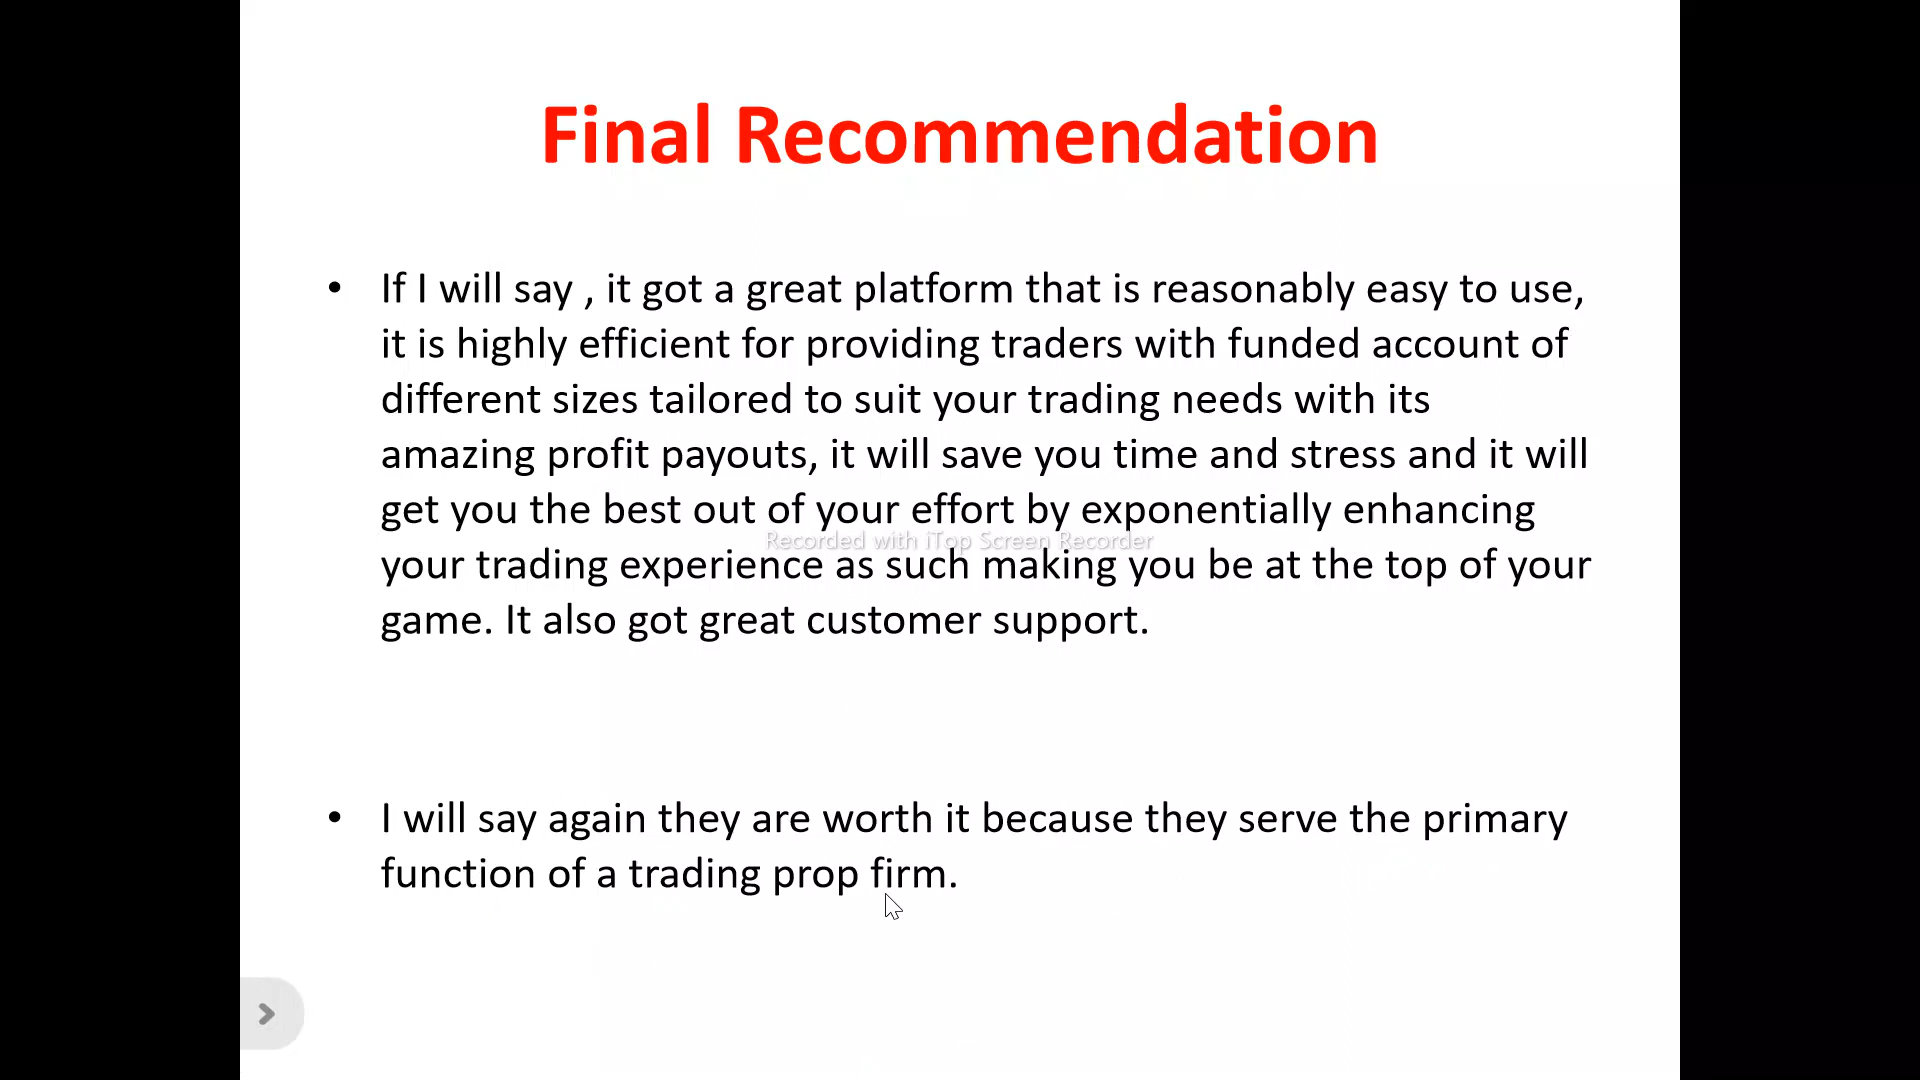 Final Recommendation
• If I will say , it got a great platform that is reasonably easy to use,
it is highly efficient for providing traders with funded account of
different sizes tailored to suit your trading needs with its
amazing profit payouts, it will save you time and stress and it will
get you the best out of your effort by exponentially enhancing
Recorded with iTop Screen Recorder
your trading experience as such making you be at the top of your
game. It also got great customer support.
• I will say again they are worth it because they serve the primary
function of a trading prop firm.